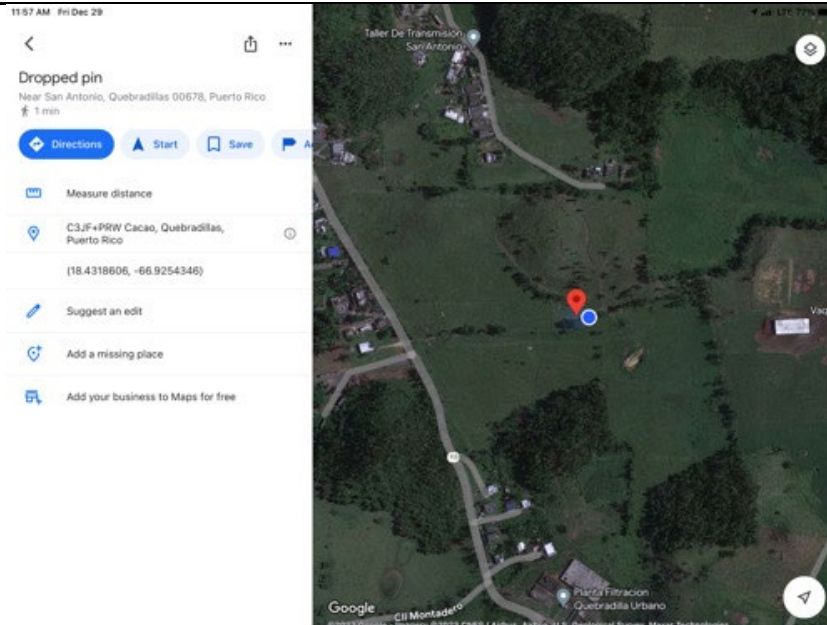 11:57 AM Fri Dec 29
LTE 77%
Dropped pin
Near San Antonio, Quebradillas 00678, Puerto Rico
1 min
Directions
Start
Save
A
Measure distance
C3JF+PRW Cacao, Quebradillas,
Puerto Rico
(18.4318606, -66.9254346)
Suggest an edit
Add a missing place
Add your business to Maps for free
Taller De Transmision
San Antonio
Vaq
Planta Filtracion
Quebradilla Urbano
Google
Cll Montadero